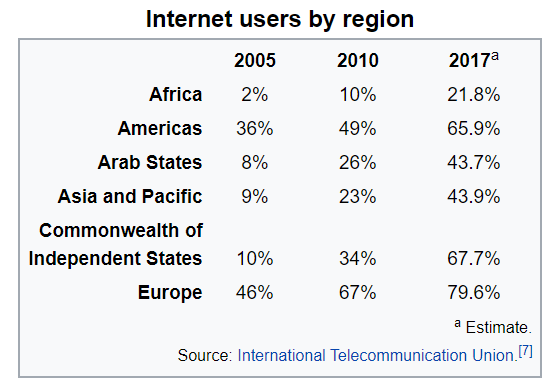 Internet users by region
2005 2010 2017a
Africa 2% 10% 21.8%
Americas 36% 49% 65.9%
Arab States 8% 26% 43.7%
Asia and Pacific 9% 23% 43.9%
Commonwealth of
Independent States 10% 34% 67.7%
Europe 46% 67% 79.6%
a Estimate.
Source: International Telecommunication Union.[7]